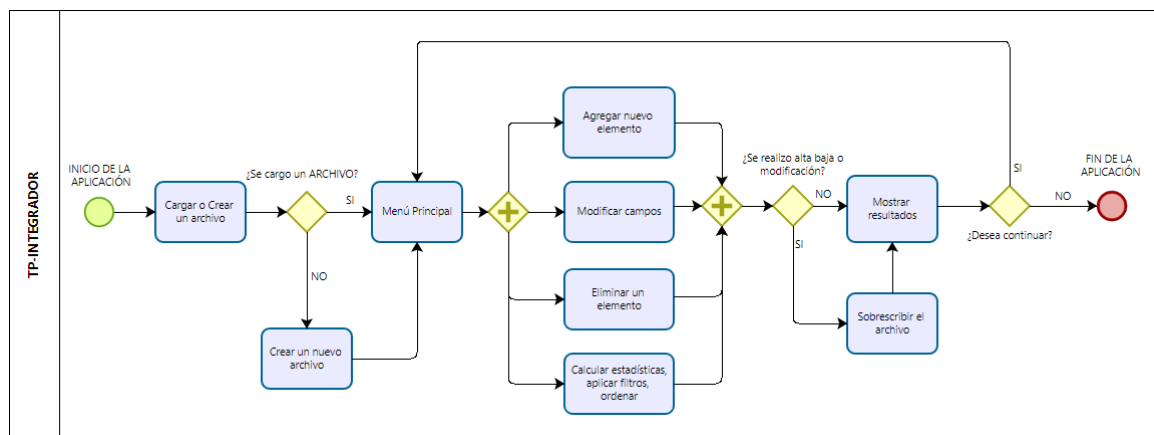 TP-INTEGRADOR
INICIO DE LA
APLICACIÓN
Cargar o Crear
un archivo
¿Se cargo un ARCHIVO?
SI
NO
Crear un nuevo
archivo
Menú Principal
Agregar nuevo
elemento
Modificar campos
Eliminar un
elemento
Calcular estadísticas,
aplicar filtros,
ordenar
¿Se realizo alta baja o
modificación?
NO
SI
Mostrar
resultados
Sobrescribir el
archivo
¿Desea continuar?
SI
NO
FIN DE LA
APLICACIÓN